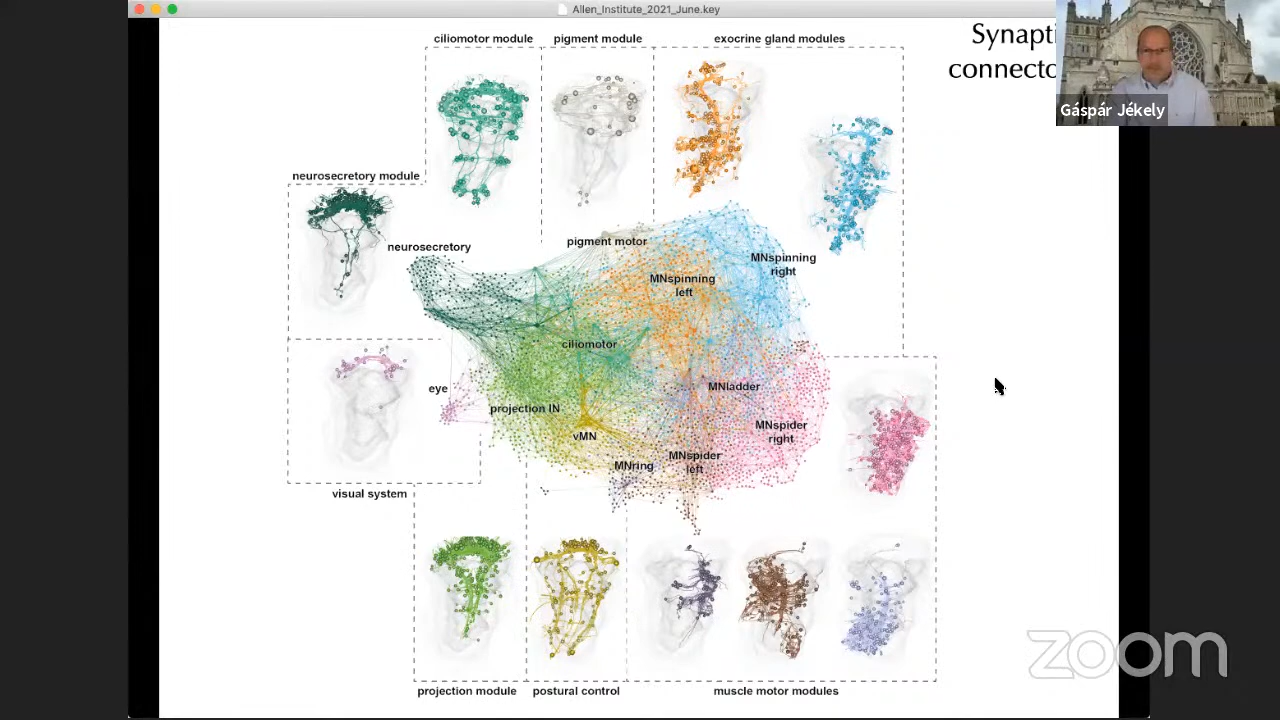 Allen_Institute_2021_June.key
ciliomotor module
pigment module
exocrine gland modules
Gáspár Jékely
neurosecretory module
neurosecretory
pigment motor
MNspinning
right
MNspinning
left
ciliomotor
eye
MNladder
projection IN
MNspider
right
vMN
MNring
MNspider
left
visual system
projection module
postural control
muscle motor modules
zoom